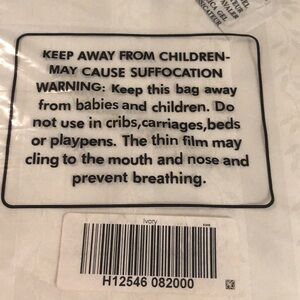 SILICA GEL
KEEP AWAY FROM CHILDREN-
MAY CAUSE SUFFOCATION
WARNING: Keep this bag away
from babies and children. Do
not use in cribs,carriages,beds
or playpens. The thin film may
cling to the mouth and nose and
prevent breathing.
Ivory
H12546 082000